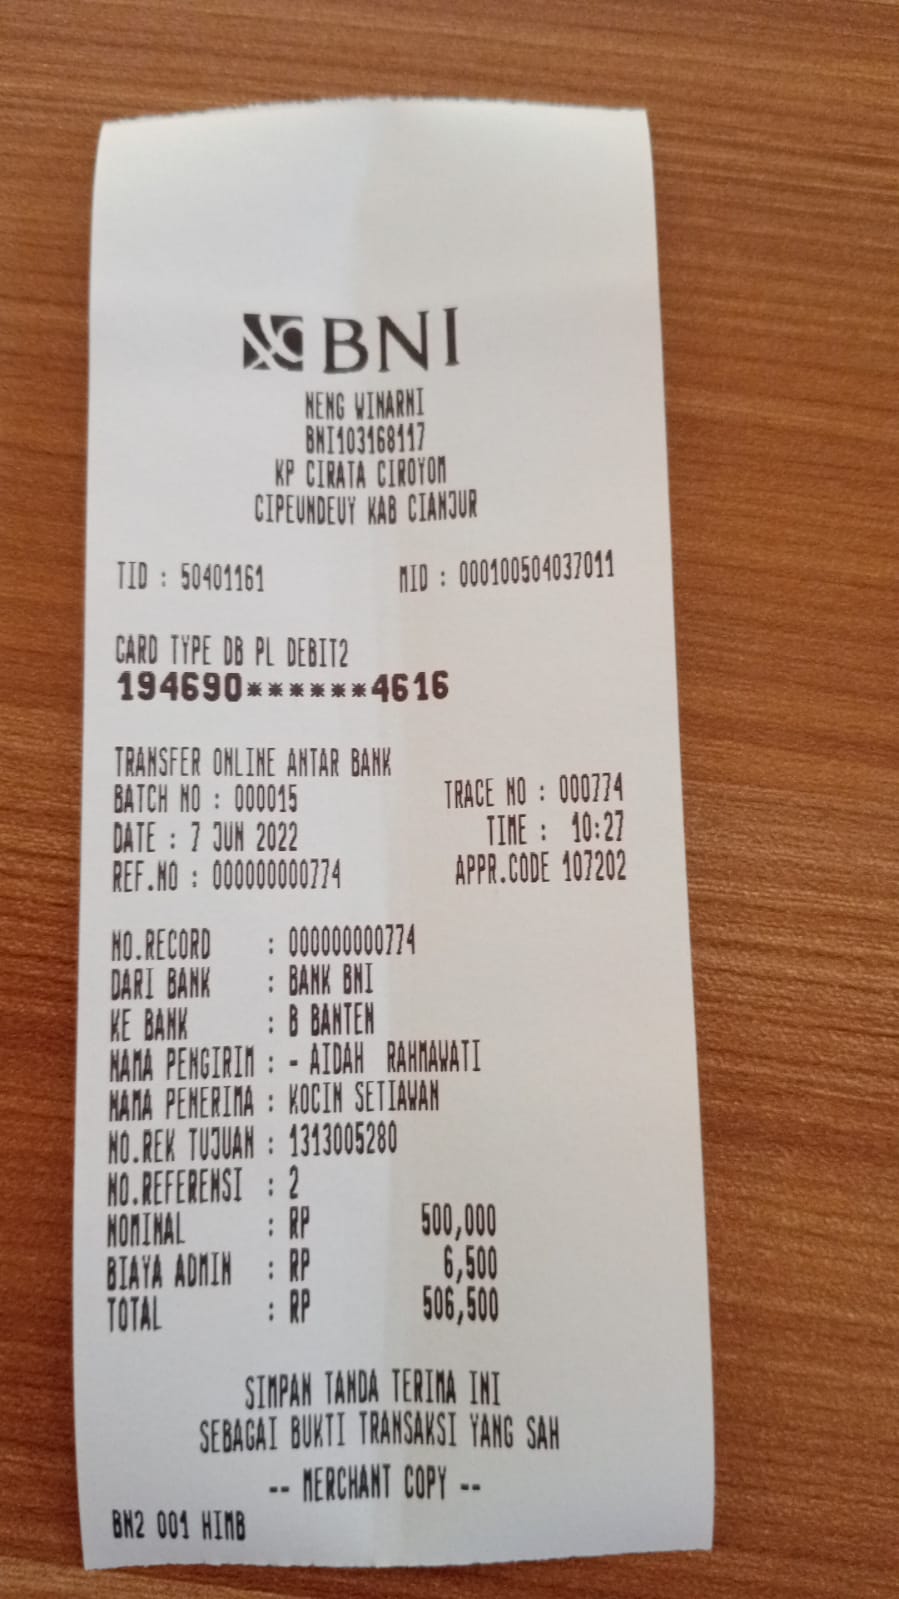 BNI
NENG WINARNI
BNI103168117
KP CIRATA CIROYOM
CIPEUNDEUY KAB CIANJUR
TID : 50401161 MID : 000100504037011
CARD TYPE DB PL DEBIT2
194690******4616
TRANSFER ONLINE ANTAR BANK
BATCH NO : 000015 TRACE NO : 000774
DATE : 7 JUN 2022 TIME : 10:27
REF.NO : 000000000774 APPR.CODE 107202
NO.RECORD : 000000000774
DARI BANK : BANK BNI
KE BANK : B BANTEN
NAMA PENGIRIM : - AIDAH RAHMAWATI
NAMA PENERIMA : KOCIN SETIAWAN
NO.REK TUJUAN : 1313005280
NO.REFERENSI : 2
NOMINAL : RP 500,000
BIAYA ADMIN : RP 6,500
TOTAL : RP 506,500
SIMPAN TANDA TERIMA INI
SEBAGAI BUKTI TRANSAKSI YANG SAH
-- MERCHANT COPY --
BN2 001 HIMB